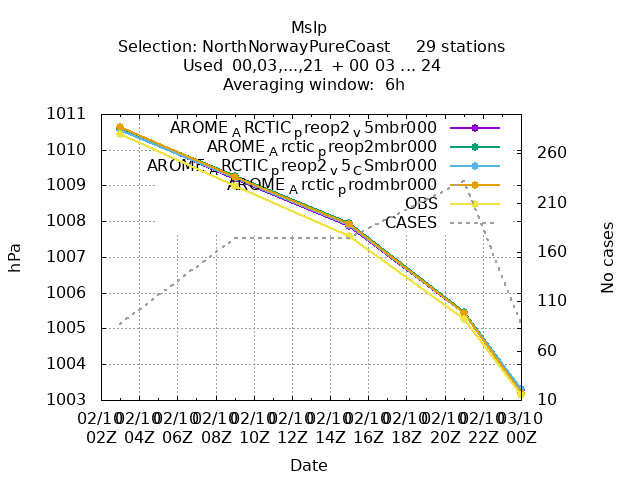 Mslp
Selection: NorthNorwayPureCoast 29 stations
Used 00,03,...,21 + 00 03 ... 24
Averaging window: 6h
1011
1010
1009
1008
1007
1006
1005
1004
1003
hPa
AROME_ARCTIC_preop2_v5mbr000
AROME_Arctic_preop2mbr000
AROME_ARCTIC_preop2_v5_CSmbr000
AROME_Arctic_prodmbr000
OBS
CASES
260
210
160
110
60
10
No cases
02/10 02/10 02/10 02/10 02/10 02/10 02/10 02/10 02/10 02/10 02/10 03/10
02Z 04Z 06Z 08Z 10Z 12Z 14Z 16Z 18Z 20Z 22Z 00Z
Date